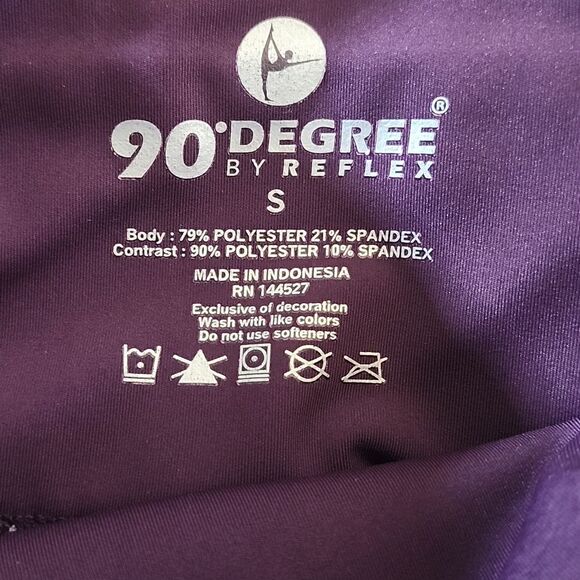 90°DEGREE®
BY REFLEX
S
Body : 79% POLYESTER 21% SPANDEX
Contrast : 90% POLYESTER 10% SPANDEX
MADE IN INDONESIA
RN 144527
Exclusive of decoration
Wash with like colors
Do not use softeners